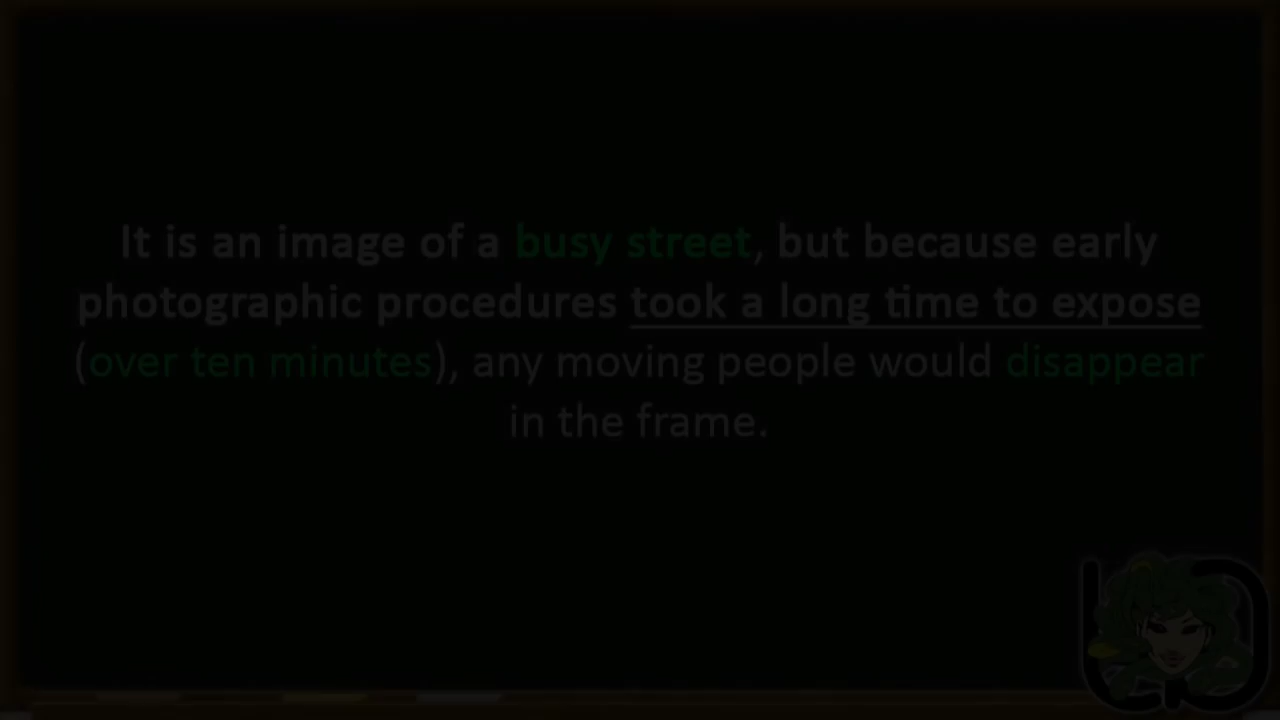 It is an image of a busy street, but because early
photographic procedures took a long time to expose
(over ten minutes), any moving people would disappear
in the frame.